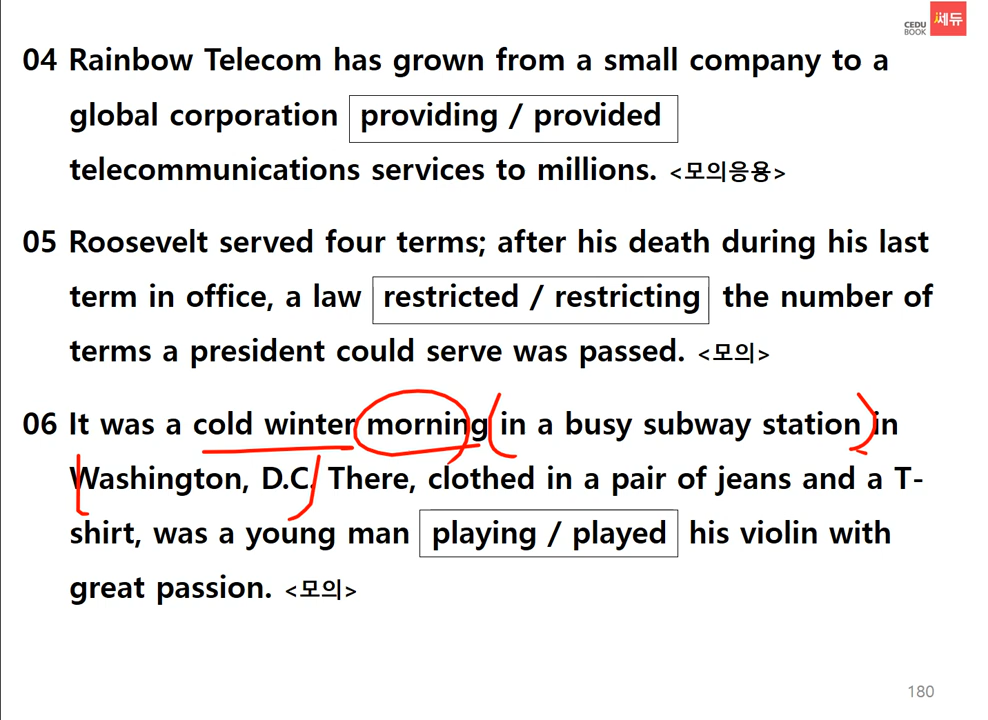 CEDU
BOOK
쎄듀
04 Rainbow Telecom has grown from a small company to a
global corporation providing / provided
telecommunications services to millions. <모의응용>
05 Roosevelt served four terms; after his death during his last
term in office, a law restricted / restricting the number of
terms a president could serve was passed. <모의>
06 It was a cold winter morning in a busy subway station in
Washington, D.C. There, clothed in a pair of jeans and a T-
shirt, was a young man playing / played his violin with
great passion. <모의>
180